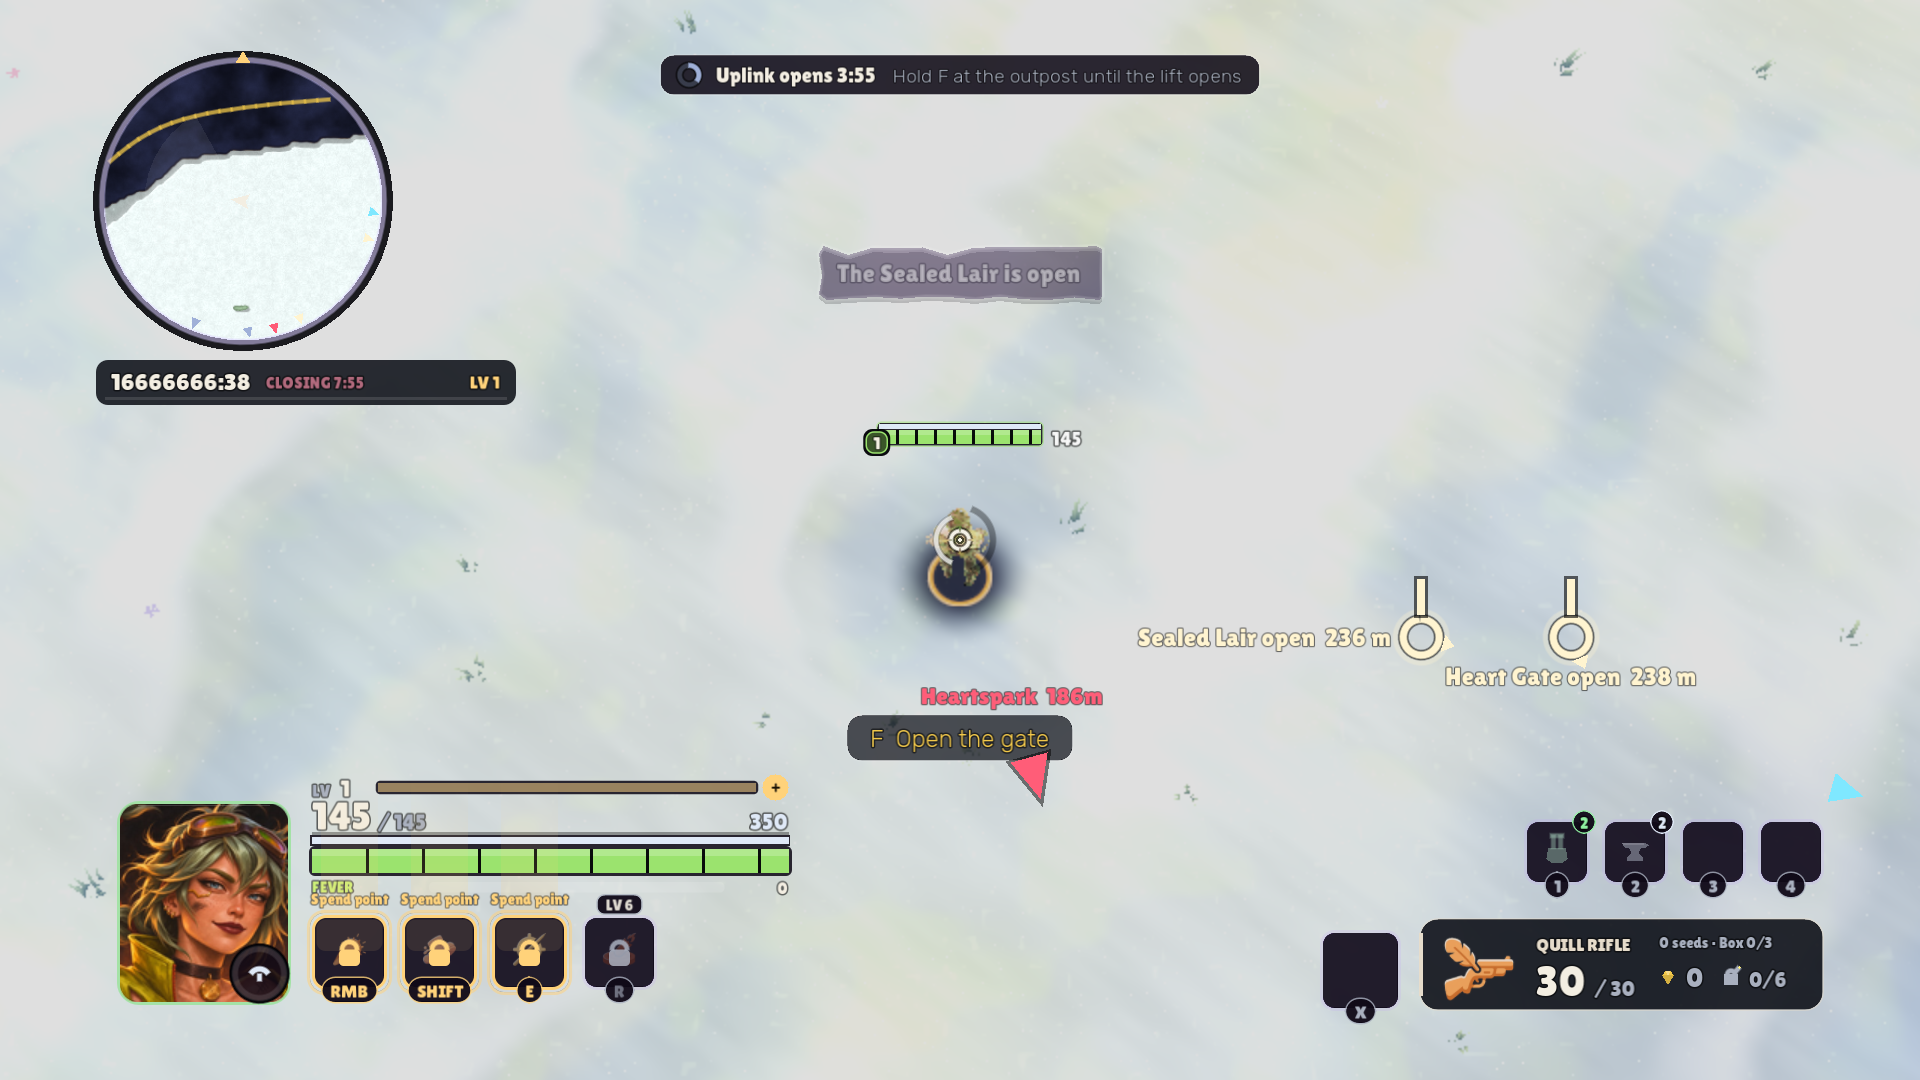 Uplink opens 3:55 Hold F at the outpost until the lift opens
The Sealed Lair is open
16666666:38 CLOSING 7:55 LV 1
1 145
Sealed Lair open 236 m
Heart Gate open 238 m
Heartspark 186m
F Open the gate
LV 1 +
145 /145 350
FEVER 0
Spend point Spend point Spend point LV 6
RMB SHIFT E R
2 2
1 2 3 4
QUILL RIFLE 0 seeds · Box 0/3
30 / 30 0 0/6
X